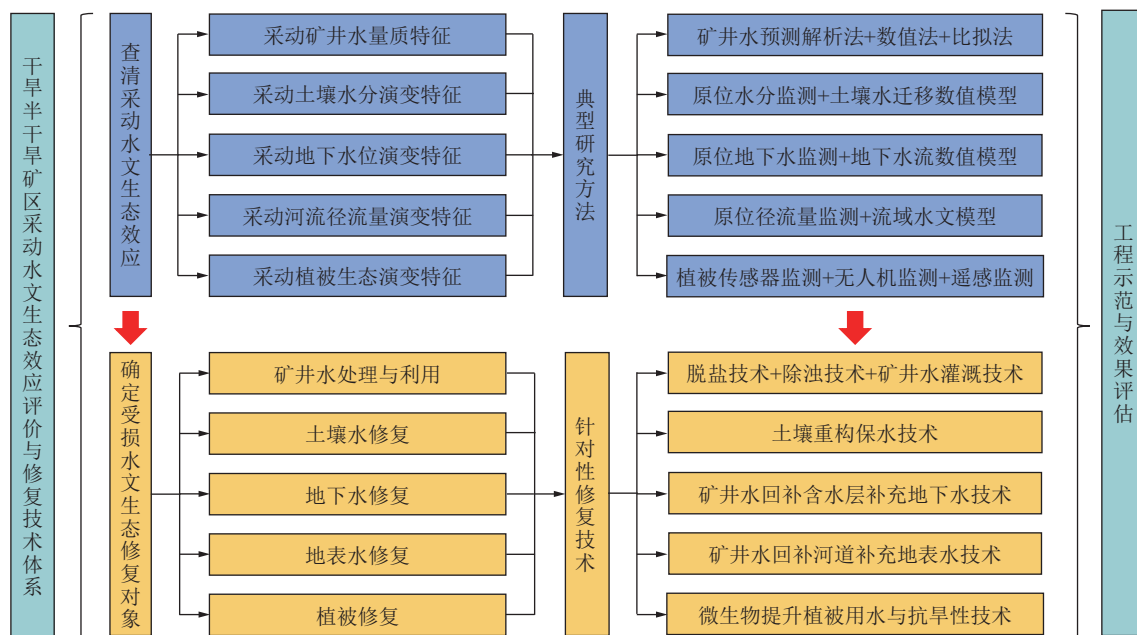 干旱半干旱矿区采动水文生态效应评价与修复技术体系
查清采动水文生态效应
采动矿井水量质特征
采动土壤水分演变特征
采动地下水位演变特征
采动河流径流量演变特征
采动植被生态演变特征
典型研究方法
矿井水预测解析法+数值法+比拟法
原位水分监测+土壤水迁移数值模型
原位地下水监测+地下水流数值模型
原位径流量监测+流域水文模型
植被传感器监测+无人机监测+遥感监测
确定受损水文生态修复对象
矿井水处理与利用
土壤水修复
地下水修复
地表水修复
植被修复
针对性修复技术
脱盐技术+除浊技术+矿井水灌溉技术
土壤重构保水技术
矿井水回补含水层补充地下水技术
矿井水回补河道补充地表水技术
微生物提升植被用水与抗旱性技术
工程示范与效果评估